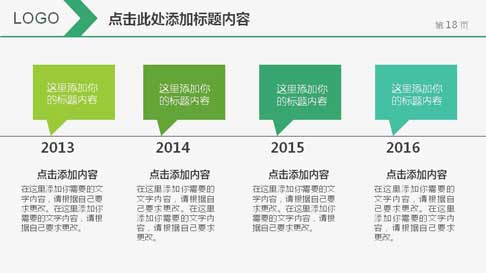 LOGO
点击此处添加标题内容
第 18 页
这里添加你
的标题内容
这里添加你
的标题内容
这里添加你
的标题内容
这里添加你
的标题内容
2013
2014
2015
2016
点击添加内容
在这里添加你需要的文
字内容，请根据自己要
求更改。在这里添加你
需要的文字内容，请根
据自己要求更改。
点击添加内容
在这里添加你需要的文
字内容，请根据自己要
求更改。在这里添加你
需要的文字内容，请根
据自己要求更改。
点击添加内容
在这里添加你需要的文
字内容，请根据自己要
求更改。在这里添加你
需要的文字内容，请根
据自己要求更改。
点击添加内容
在这里添加你需要
的文字内容，请根
据自己要求更改。
在这里添加你需要
的文字内容，请根
据自己要求更改。